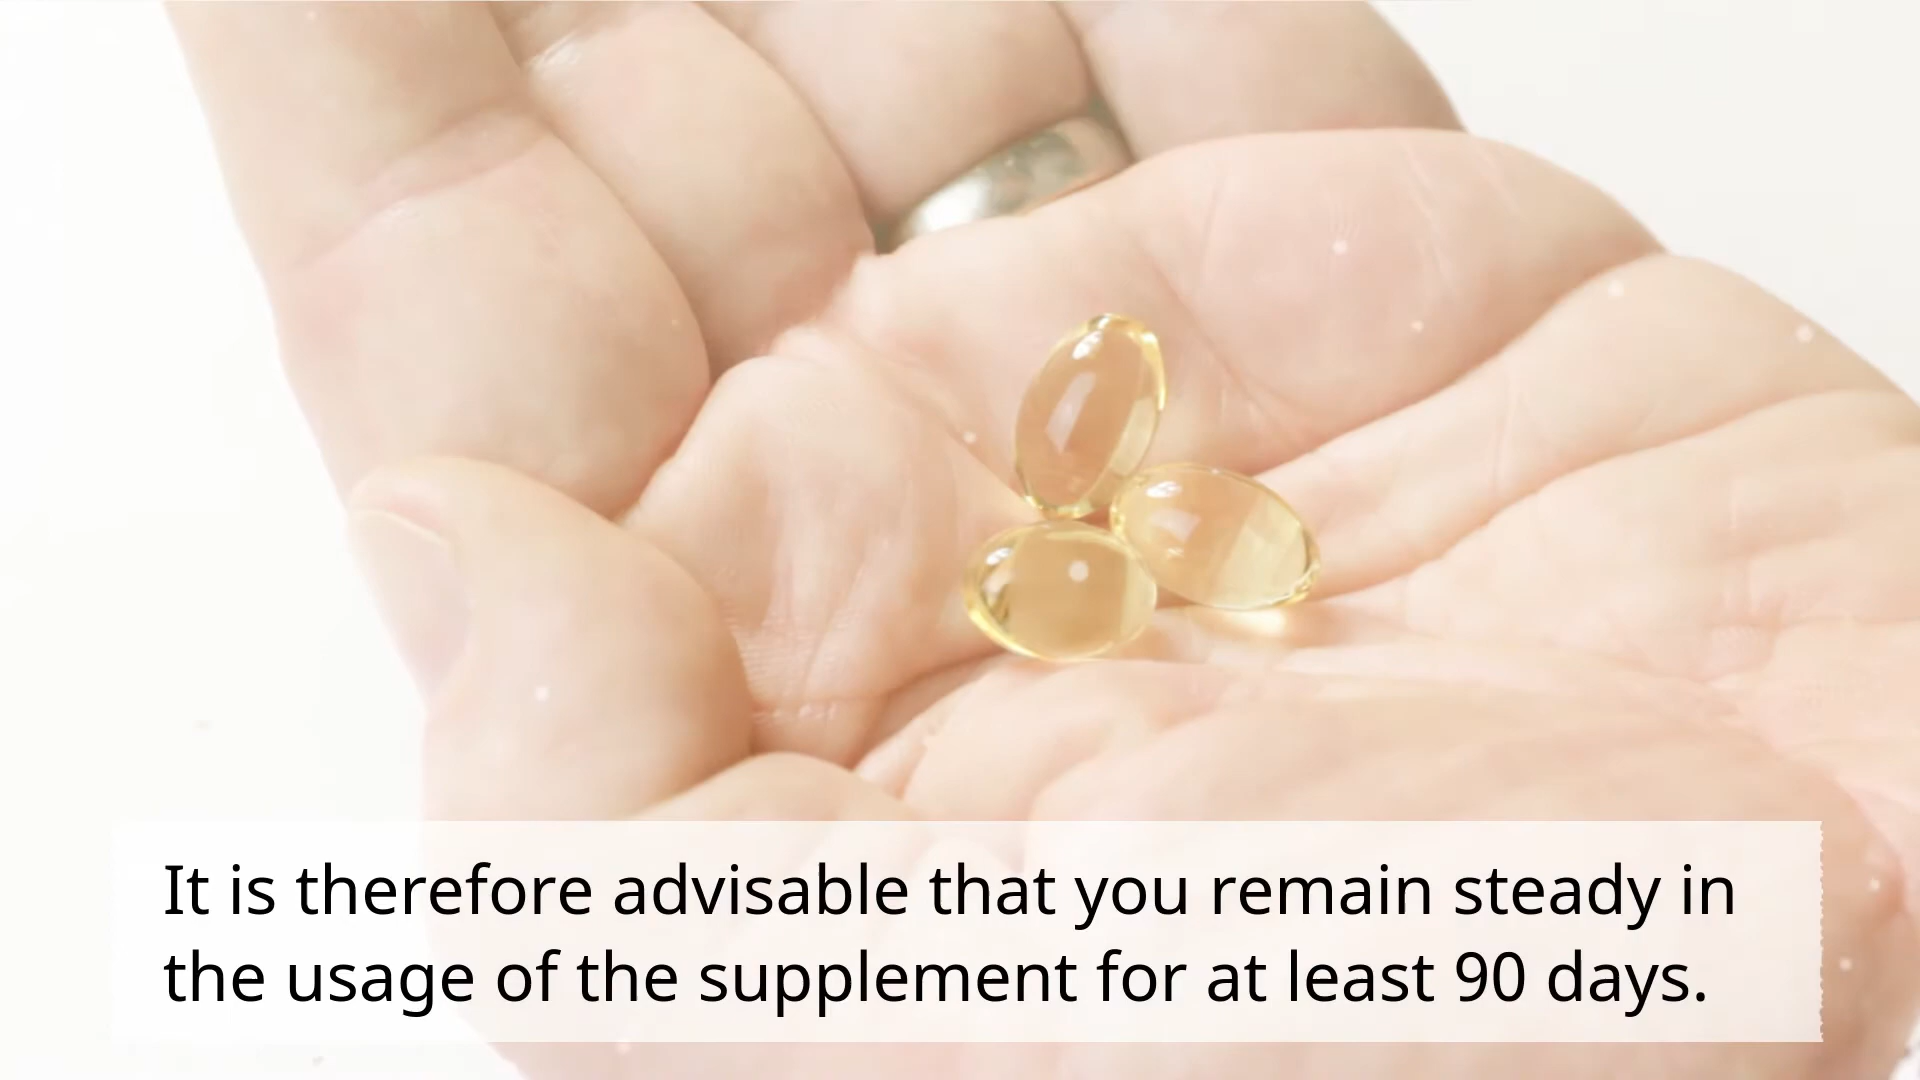 It is therefore advisable that you remain steady in
the usage of the supplement for at least 90 days.